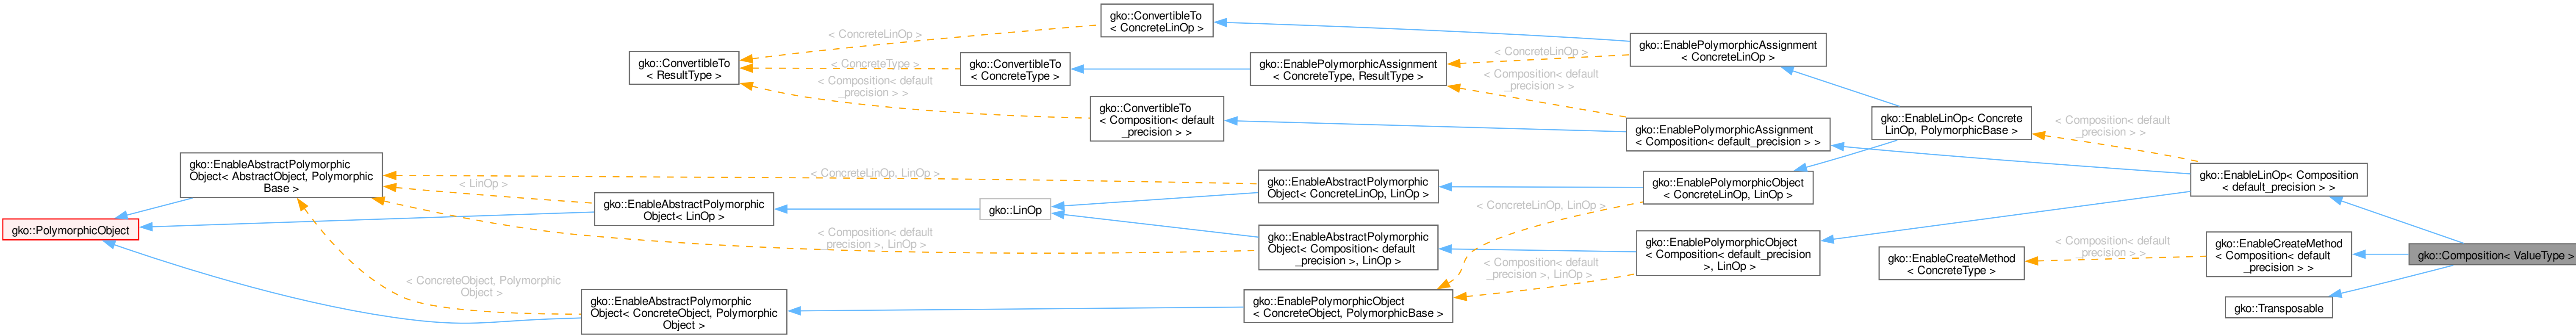 gko::ConvertibleTo
< ConcreteLinOp >
< ConcreteLinOp >
gko::EnablePolymorphicAssignment
< ConcreteLinOp >
< ConcreteLinOp >
gko::ConvertibleTo
< ResultType >
< ConcreteType >
gko::ConvertibleTo
< ConcreteType >
gko::EnablePolymorphicAssignment
< ConcreteType, ResultType >
< Composition< default
_precision > >
< Composition< default
_precision > >
gko::ConvertibleTo
< Composition< default
_precision > >
gko::EnablePolymorphicAssignment
< Composition< default_precision > >
gko::EnableLinOp< Concrete
LinOp, PolymorphicBase >
< Composition< default
_precision > >
gko::EnableAbstractPolymorphic
Object< AbstractObject, Polymorphic
Base >
< ConcreteLinOp, LinOp >
< LinOp >
gko::EnableAbstractPolymorphic
Object< ConcreteLinOp, LinOp >
gko::EnablePolymorphicObject
< ConcreteLinOp, LinOp >
gko::EnableLinOp< Composition
< default_precision > >
gko::EnableAbstractPolymorphic
Object< LinOp >
gko::LinOp
< ConcreteLinOp, LinOp >
gko::PolymorphicObject
< Composition< default
_precision >, LinOp >
gko::EnableAbstractPolymorphic
Object< Composition< default
_precision >, LinOp >
gko::EnablePolymorphicObject
< Composition< default_precision
>, LinOp >
gko::EnableCreateMethod
< ConcreteType >
< Composition< default
_precision > >
gko::EnableCreateMethod
< Composition< default
_precision > >
gko::Composition< ValueType >
< ConcreteObject, Polymorphic
Object >
< Composition< default
_precision >, LinOp >
gko::EnableAbstractPolymorphic
Object< ConcreteObject, Polymorphic
Object >
gko::EnablePolymorphicObject
< ConcreteObject, PolymorphicBase >
gko::Transposable